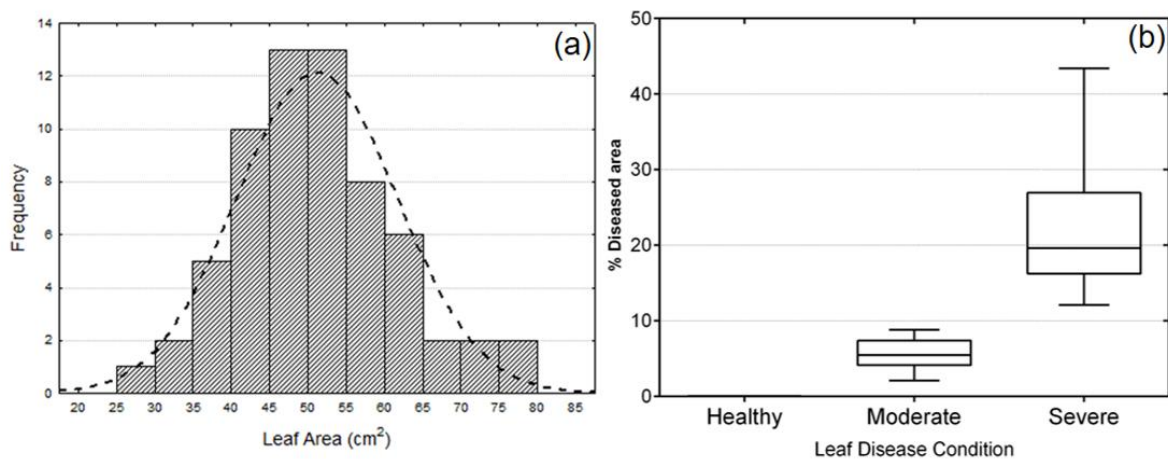 (a)
Frequency
14
12
10
8
6
4
2
0
20 25 30 35 40 45 50 55 60 65 70 75 80 85
Leaf Area (cm²)
(b)
% Diseased area
50
40
30
20
10
0
Healthy Moderate Severe
Leaf Disease Condition